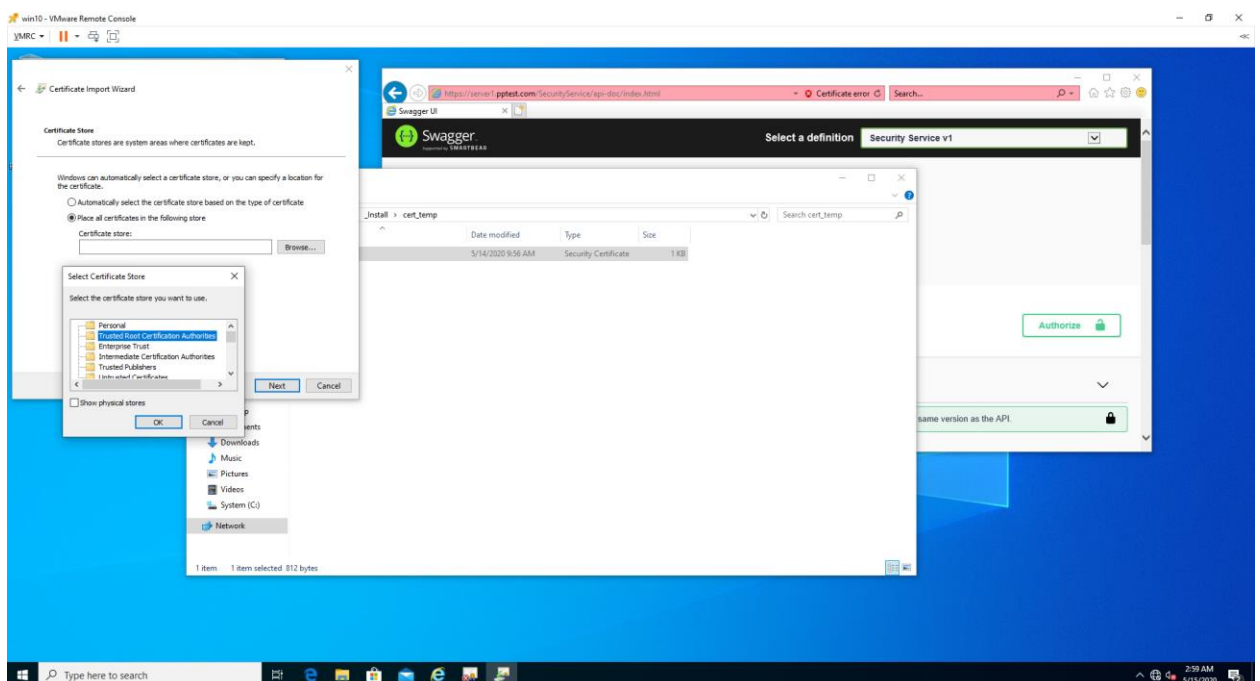 win10 - VMware Remote Console
VMRC
Certificate Import Wizard
Certificate Store
Certificate stores are system areas where certificates are kept.
Windows can automatically select a certificate store, or you can specify a location for
the certificate.
Automatically select the certificate store based on the type of certificate
Place all certificates in the following store
Certificate store:
Browse...
Next
Cancel
Select Certificate Store
Select the certificate store you want to use.
Personal
Trusted Root Certification Authorities
Enterprise Trust
Intermediate Certification Authorities
Trusted Publishers
Untrusted Certificates
Show physical stores
OK
Cancel
https://server1.pptest.com/SecurityService/api-doc/index.html
Certificate error
Search...
Swagger UI
Swagger.
Supported by SMARTBEAR
Select a definition
Security Service v1
Authorize
same version as the API.
_Install > cert_temp
Search cert_temp
Date modified
Type
Size
5/14/2020 9:56 AM
Security Certificate
1 KB
Downloads
Music
Pictures
Videos
System (C:)
Network
1 item
1 item selected 812 bytes
Type here to search
2:59 AM
5/15/2020